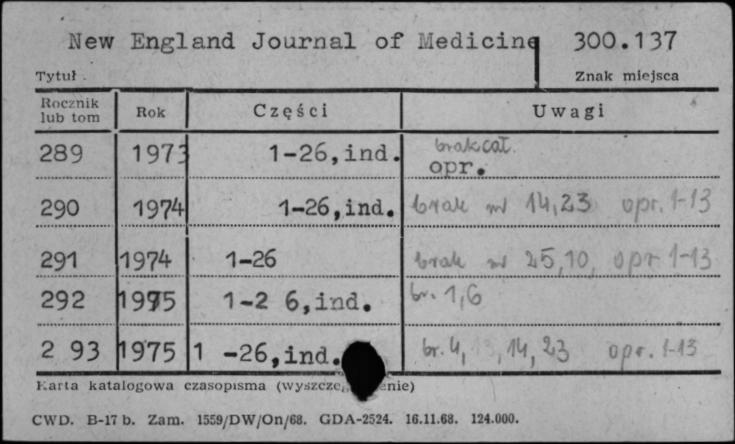 New England Journal of Medicine 300.137
Tytuł Znak miejsca
Rocznik lub tom Rok Części Uwagi
289 1973 1-26,ind. brak cał.
opr.
290 1974 1-26,ind. brak nr 14,23 opr. 1-13
291 1974 1-26 brak nr 25,10, opr 1-13
292 1975 1-2 6,ind. br. 1,6
2 93 1975 1 -26,ind. br. 4, 13, 14, 23 opr. 1-13
Karta katalogowa czasopisma
CWD. B-17 b. Zam. 1559/DW/On/68. GDA-2524. 16.11.68. 124.000.